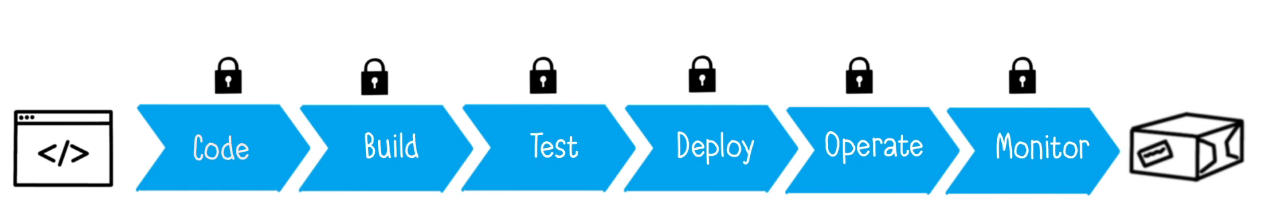 </>
Code
Build
Test
Deploy
Operate
Monitor